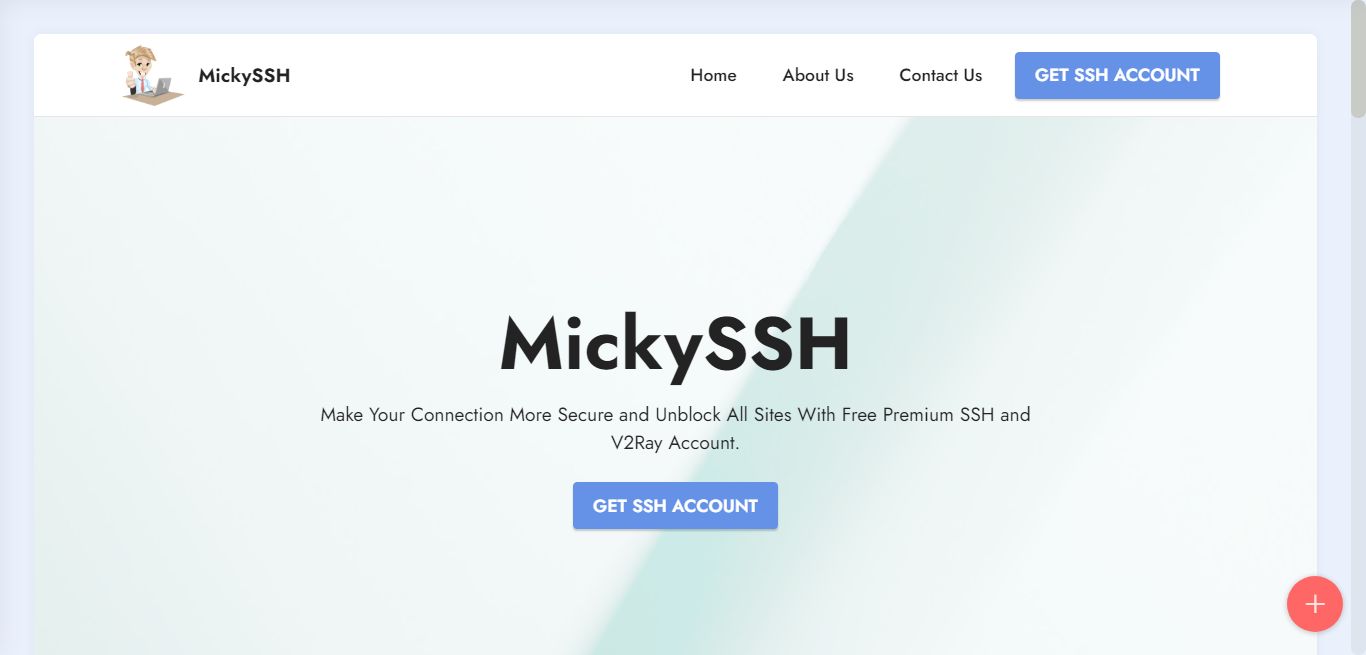 MickySSH
Home
About Us
Contact Us
GET SSH ACCOUNT
MickySSH
Make Your Connection More Secure and Unblock All Sites With Free Premium SSH and
V2Ray Account.
GET SSH ACCOUNT